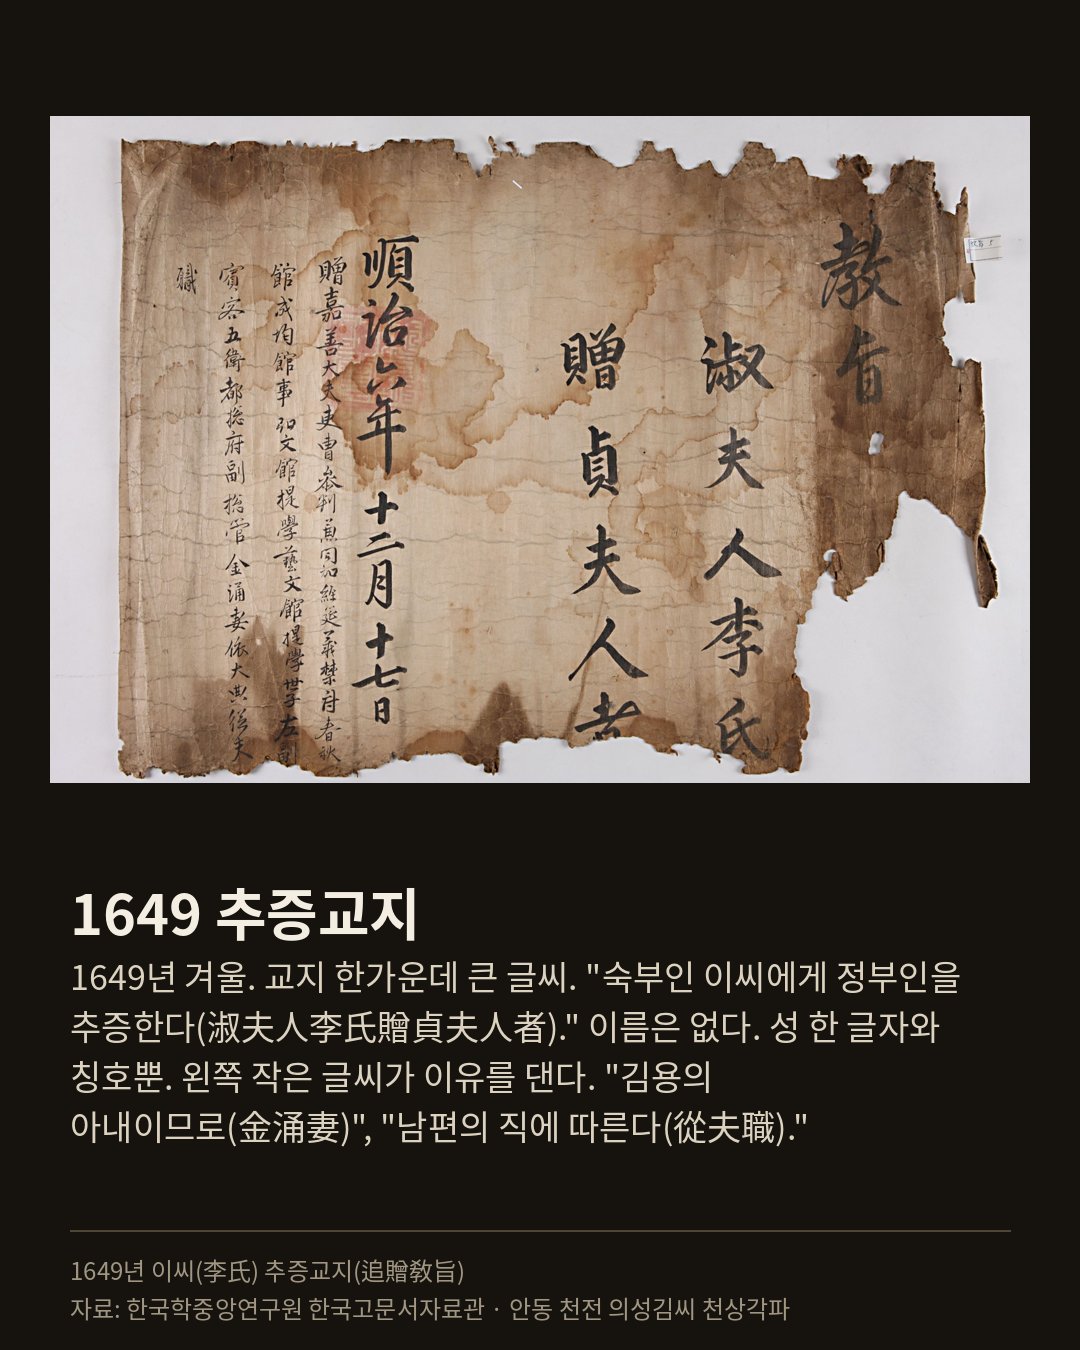 敎旨
淑夫人李氏
贈貞夫人者
順治六年十二月十七日
贈嘉善大夫吏曹參判兼同知經筵義禁府春秋
館成均館事弘文館提學藝文館提學世子左副
賓客五衛都摠府副摠管金涌妻依大典從夫
職
1649 추증교지
1649년 겨울. 교지 한가운데 큰 글씨. "숙부인 이씨에게 정부인을
추증한다(淑夫人李氏贈貞夫人者)." 이름은 없다. 성 한 글자와
칭호뿐. 왼쪽 작은 글씨가 이유를 댄다. "김용의
아내이므로(金涌妻)", "남편의 직에 따른다(從夫職)."
1649년 이씨(李氏) 추증교지(追贈敎旨)
자료: 한국학중앙연구원 한국고문서자료관 · 안동 천전 의성김씨 천상각파